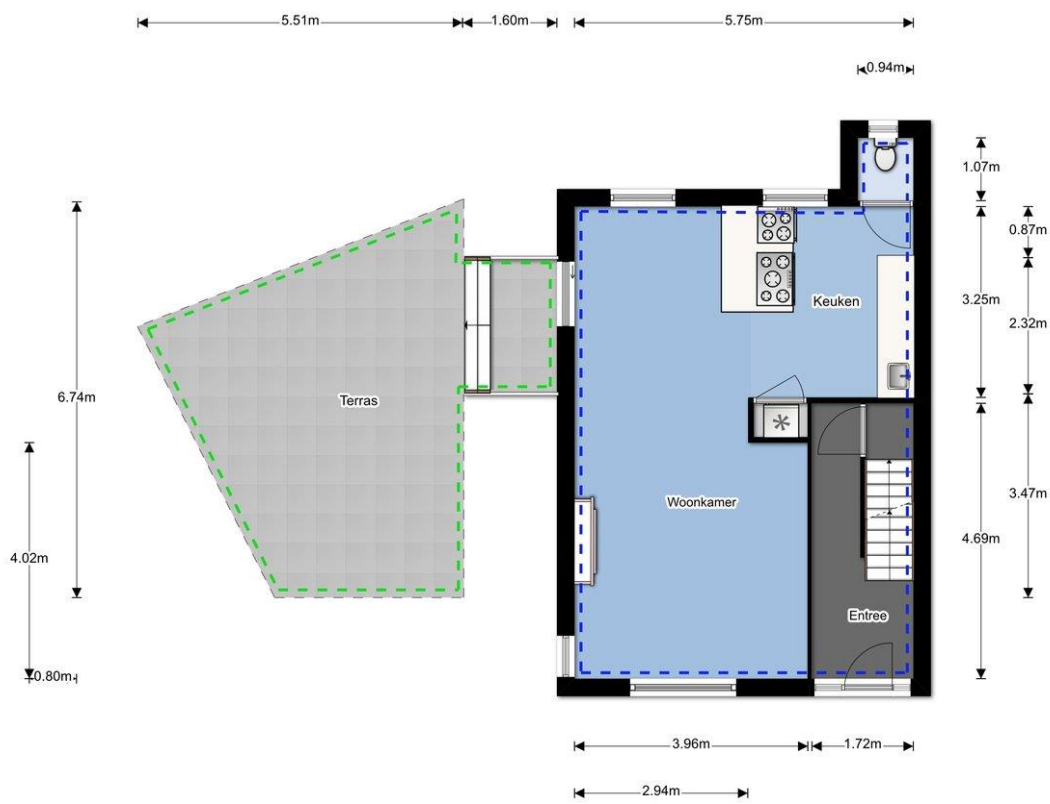 5.51m
1.60m
5.75m
0.94m
1.07m
0.87m
3.25m
Keuken
2.32m
6.74m
Terras
3.47m
Woonkamer
4.69m
4.02m
Entree
0.80m
3.96m
1.72m
2.94m